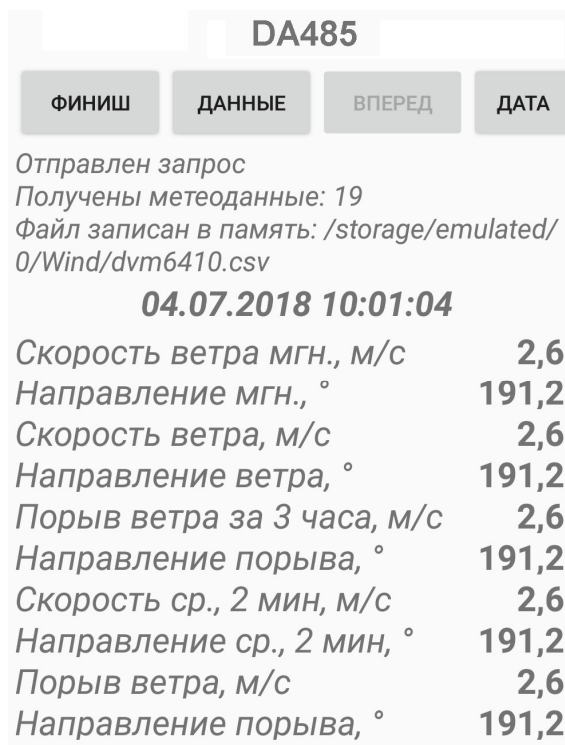 DA485
ФИНИШ ДАННЫЕ ВПЕРЕД ДАТА
Отправлен запрос
Получены метеоданные: 19
Файл записан в память: /storage/emulated/
0/Wind/dvm6410.csv
04.07.2018 10:01:04
Скорость ветра мгн., м/с 2,6
Направление мгн., ° 191,2
Скорость ветра, м/с 2,6
Направление ветра, ° 191,2
Порыв ветра за 3 часа, м/с 2,6
Направление порыва, ° 191,2
Скорость ср., 2 мин, м/с 2,6
Направление ср., 2 мин, ° 191,2
Порыв ветра, м/с 2,6
Направление порыва, ° 191,2